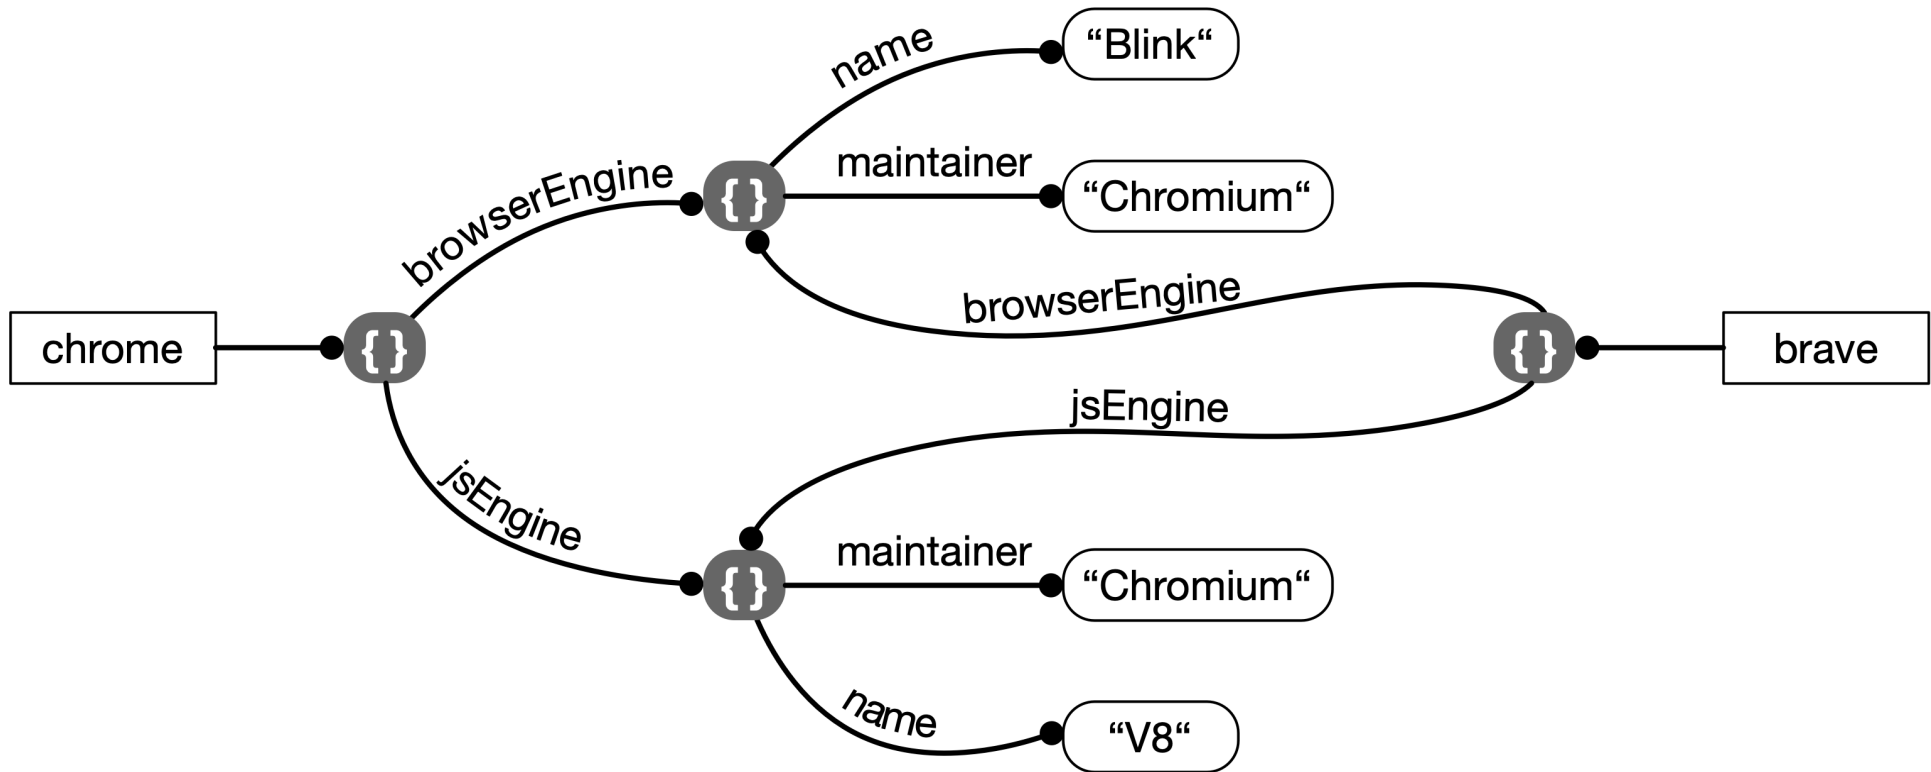 name
“Blink“
maintainer
“Chromium“
browserEngine
{}
browserEngine
chrome
{}
{}
brave
jsEngine
jsEngine
{}
maintainer
“Chromium“
name
“V8“